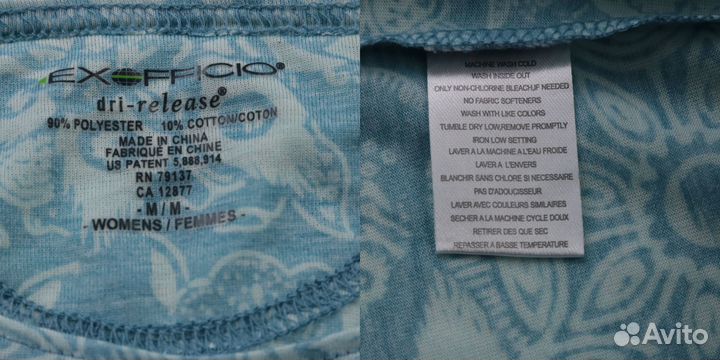 EXOFFICIO®
dri-release®
90% POLYESTER 10% COTTON/COTON
MADE IN CHINA
FABRIQUÉ EN CHINE
US PATENT 5,888,914
RN 79137
CA 12877
- M / M -
- WOMENS / FEMMES -
MACHINE WASH COLD
WASH INSIDE OUT
ONLY NON-CHLORINE BLEACH,IF NEEDED
NO FABRIC SOFTENERS
WASH WITH LIKE COLORS
TUMBLE DRY LOW,REMOVE PROMPTLY
IRON LOW SETTING
LAVER A LA MACHINE A L'EAU FROIDE
LAVER A L'ENVERS
BLANCHIR SANS CHLORE SI NECESSAIRE
PAS D'ADOUCISSEUR
LAVER AVEC COULEURS SIMILAIRES
SECHER A LA MACHINE CYCLE DOUX
RETIRER DES QUE SEC
REPASSER A BASSE TEMPERATURE
Avito